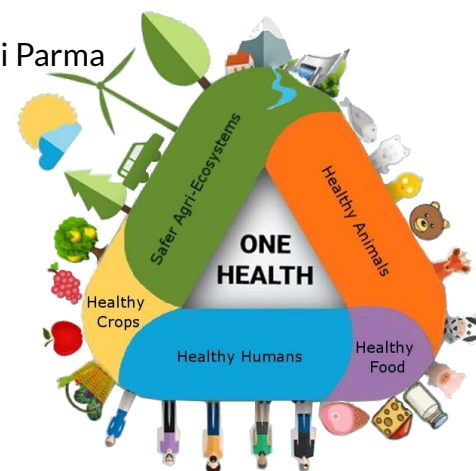 i Parma
Safer Agri-Ecosystems
Healthy Animals
ONE
HEALTH
Healthy
Crops
Healthy Humans
Healthy
Food